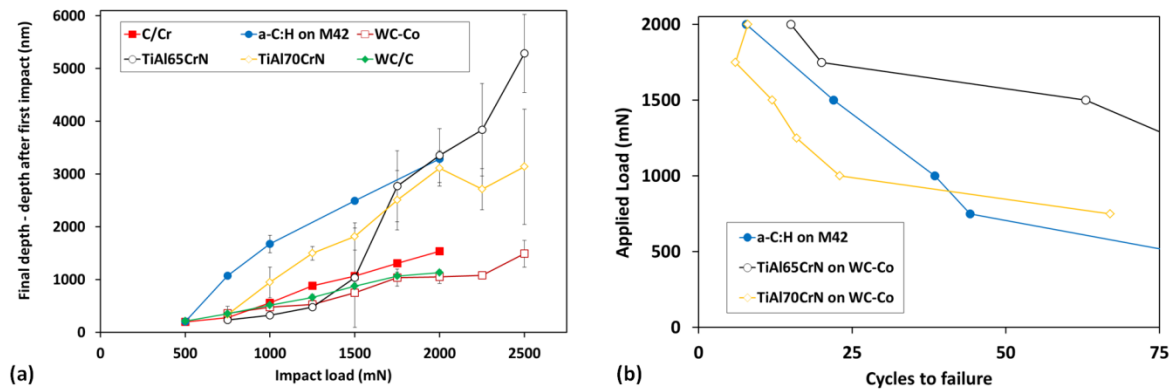 Final depth - depth after first impact (nm)
6000
5000
4000
3000
2000
1000
0
C/Cr
a-C:H on M42
WC-Co
TiAl65CrN
TiAl70CrN
WC/C
0
500
1000
1500
2000
2500
Impact load (mN)
(a)
Applied Load (mN)
2000
1500
1000
500
0
a-C:H on M42
TiAl65CrN on WC-Co
TiAl70CrN on WC-Co
0
25
50
75
Cycles to failure
(b)